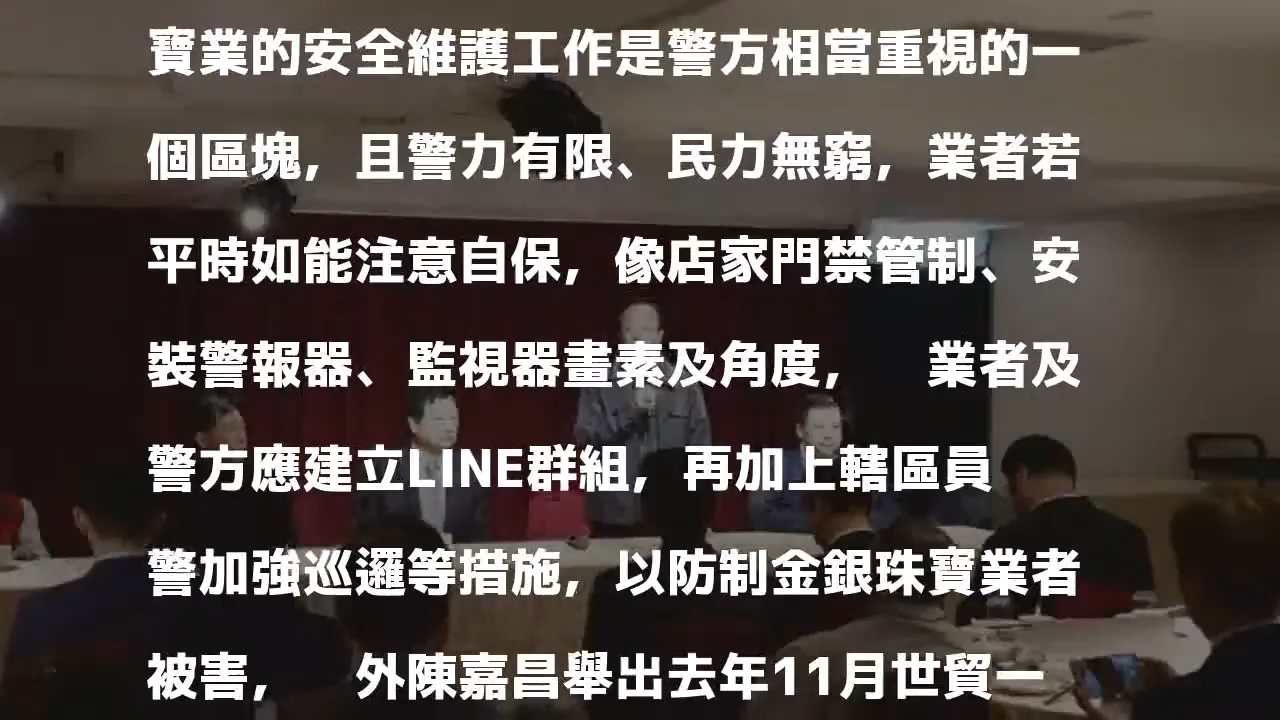 寶業的安全維護工作是警方相當重視的一
個區塊，且警力有限、民力無窮，業者若
平時如能注意自保，像店家門禁管制、安
裝警報器、監視器畫素及角度，　業者及
警方應建立LINE群組，再加上轄區員
警加強巡邏等措施，以防制金銀珠寶業者
被害，　外陳嘉昌舉出去年11月世貿一